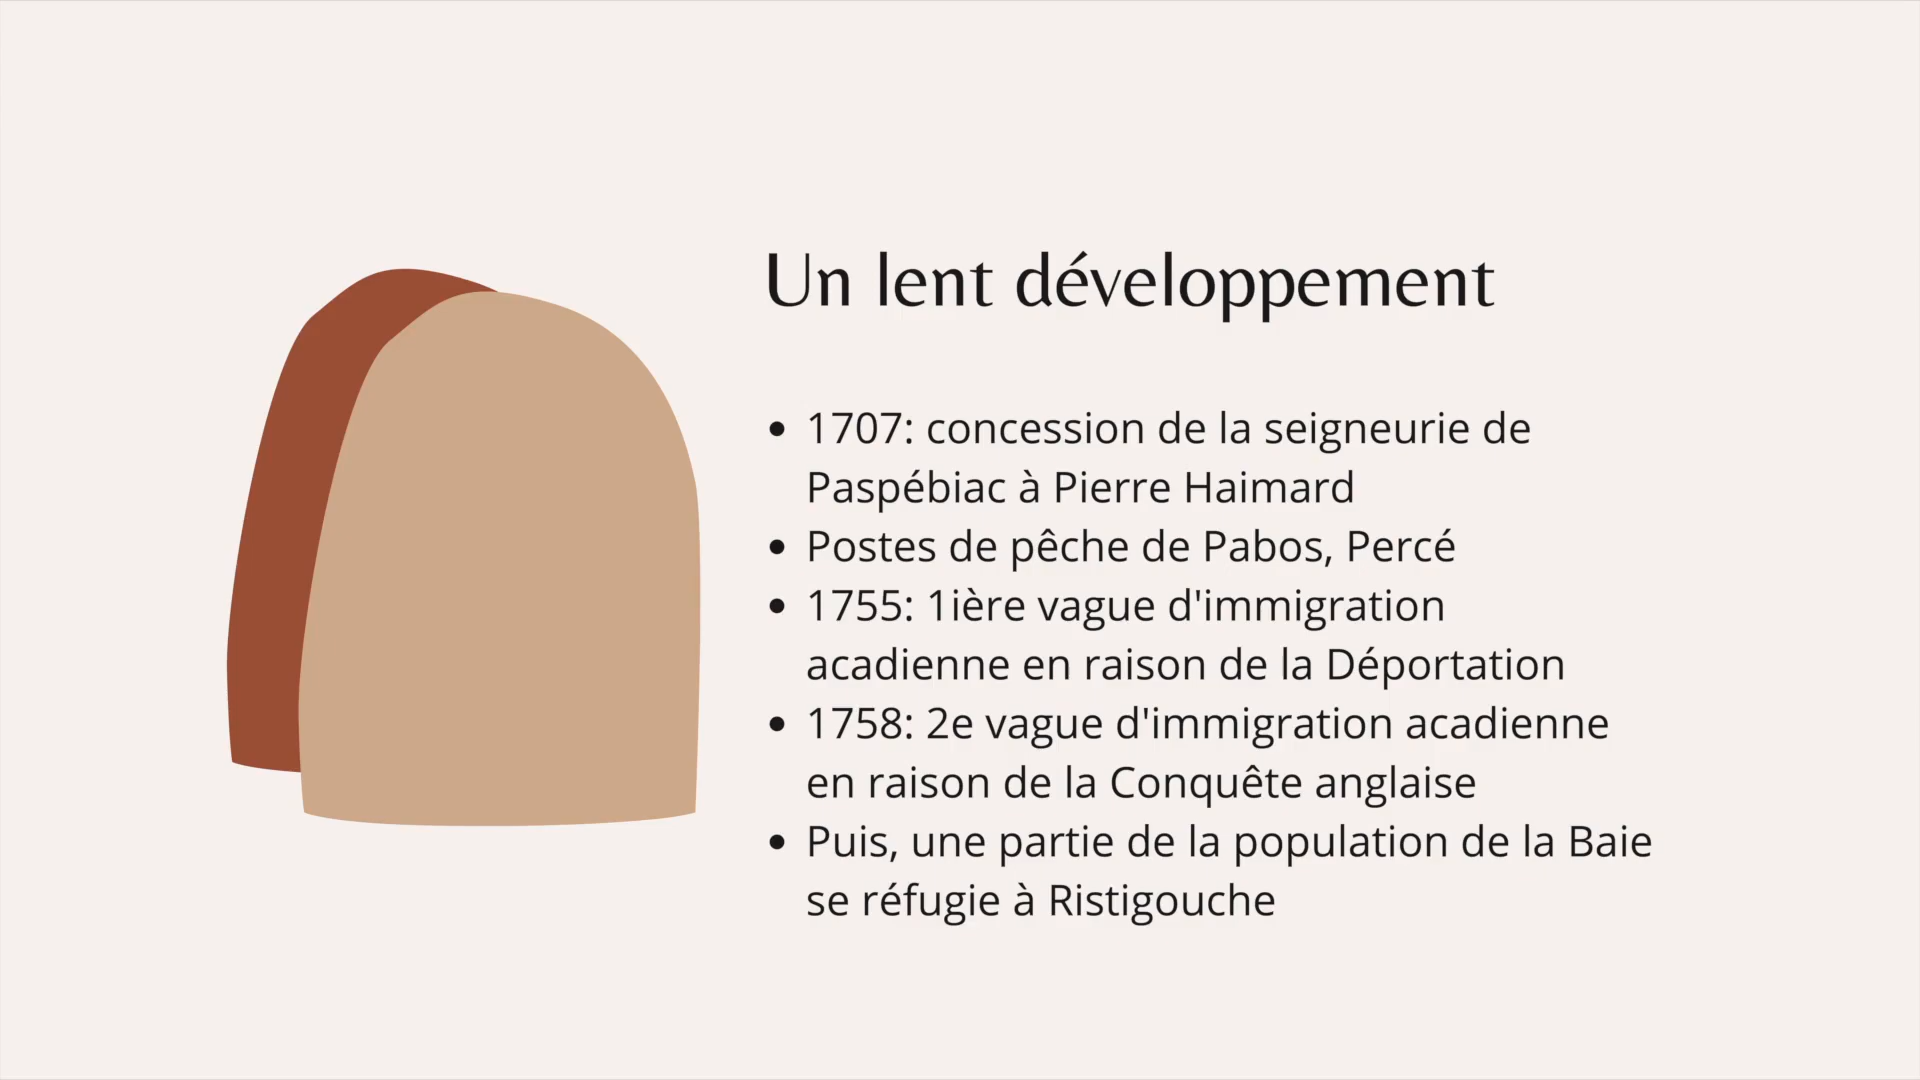 Un lent développement
• 1707: concession de la seigneurie de
Paspébiac à Pierre Haimard
• Postes de pêche de Pabos, Percé
• 1755: 1ière vague d'immigration
acadienne en raison de la Déportation
• 1758: 2e vague d'immigration acadienne
en raison de la Conquête anglaise
• Puis, une partie de la population de la Baie
se réfugie à Ristigouche